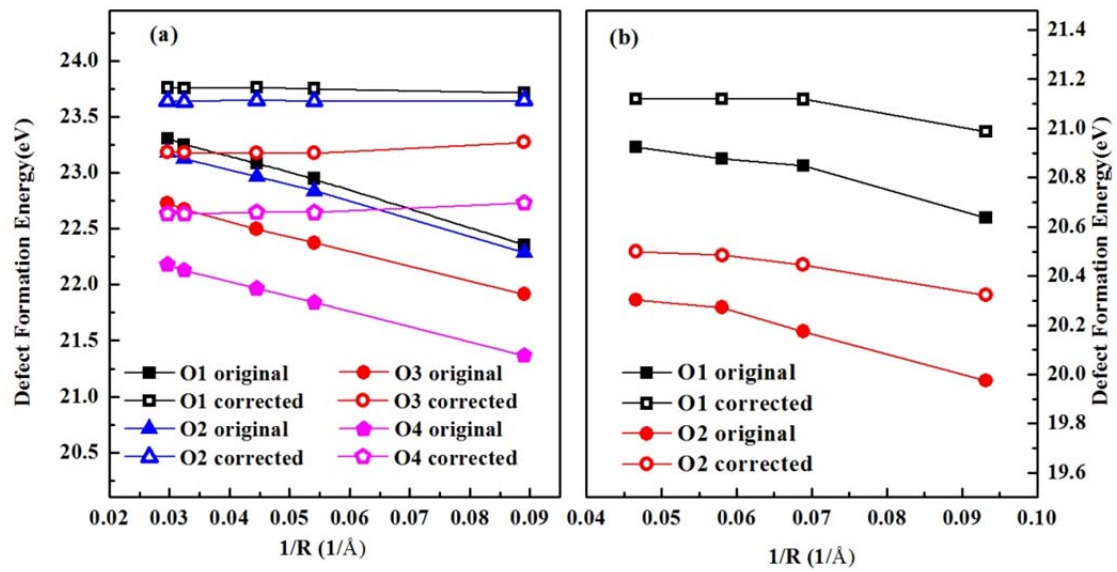 (a)
Defect Formation Energy(eV)
24.0
23.5
23.0
22.5
22.0
21.5
21.0
20.5
O1 original
O1 corrected
O2 original
O2 corrected
O3 original
O3 corrected
O4 original
O4 corrected
0.02 0.03 0.04 0.05 0.06 0.07 0.08 0.09
1/R (1/Å)
(b)
O1 original
O1 corrected
O2 original
O2 corrected
0.04 0.05 0.06 0.07 0.08 0.09 0.10
1/R (1/Å)
21.4
21.2
21.0
20.8
20.6
20.4
20.2
20.0
19.8
19.6
Defect Formation Energy(eV)